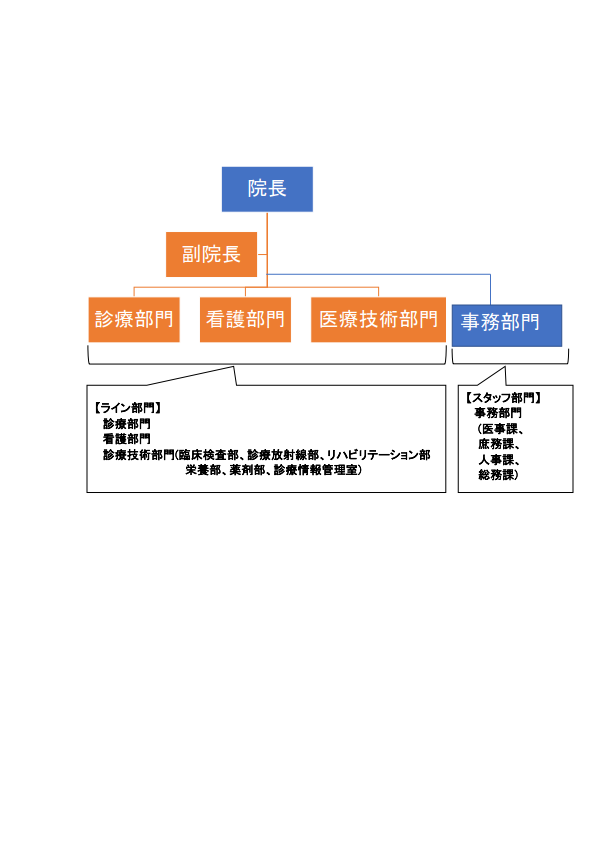 院長
副院長
診療部門
看護部門
医療技術部門
事務部門
【ライン部門】
診療部門
看護部門
診療技術部門(臨床検査部、診療放射線部、リハビリテーション部
栄養部、薬剤部、診療情報管理室)
【スタッフ部門】
事務部門
(医事課、
庶務課、
人事課、
総務課)